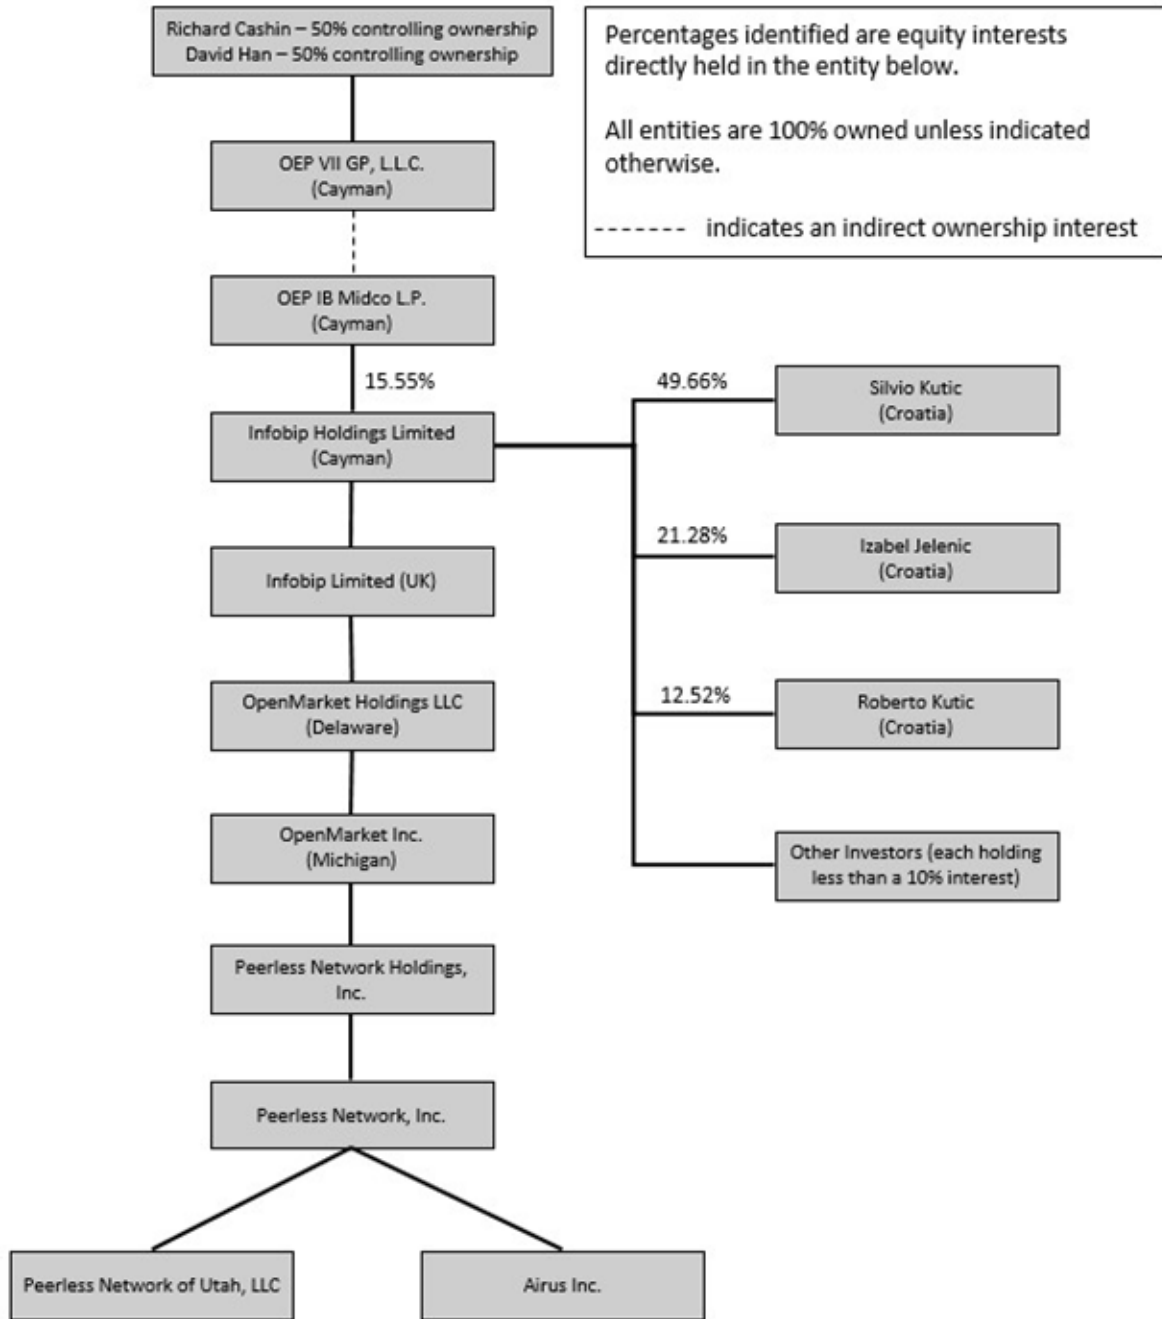 Richard Cashin – 50% controlling ownership
David Han – 50% controlling ownership
Percentages identified are equity interests
directly held in the entity below.
All entities are 100% owned unless indicated
otherwise.
------- indicates an indirect ownership interest
OEP VII GP, L.L.C.
(Cayman)
OEP IB Midco L.P.
(Cayman)
15.55%
Infobip Holdings Limited
(Cayman)
49.66%
Silvio Kutic
(Croatia)
21.28%
Izabel Jelenic
(Croatia)
12.52%
Roberto Kutic
(Croatia)
Other Investors (each holding
less than a 10% interest)
Infobip Limited (UK)
OpenMarket Holdings LLC
(Delaware)
OpenMarket Inc.
(Michigan)
Peerless Network Holdings,
Inc.
Peerless Network, Inc.
Peerless Network of Utah, LLC
Airus Inc.